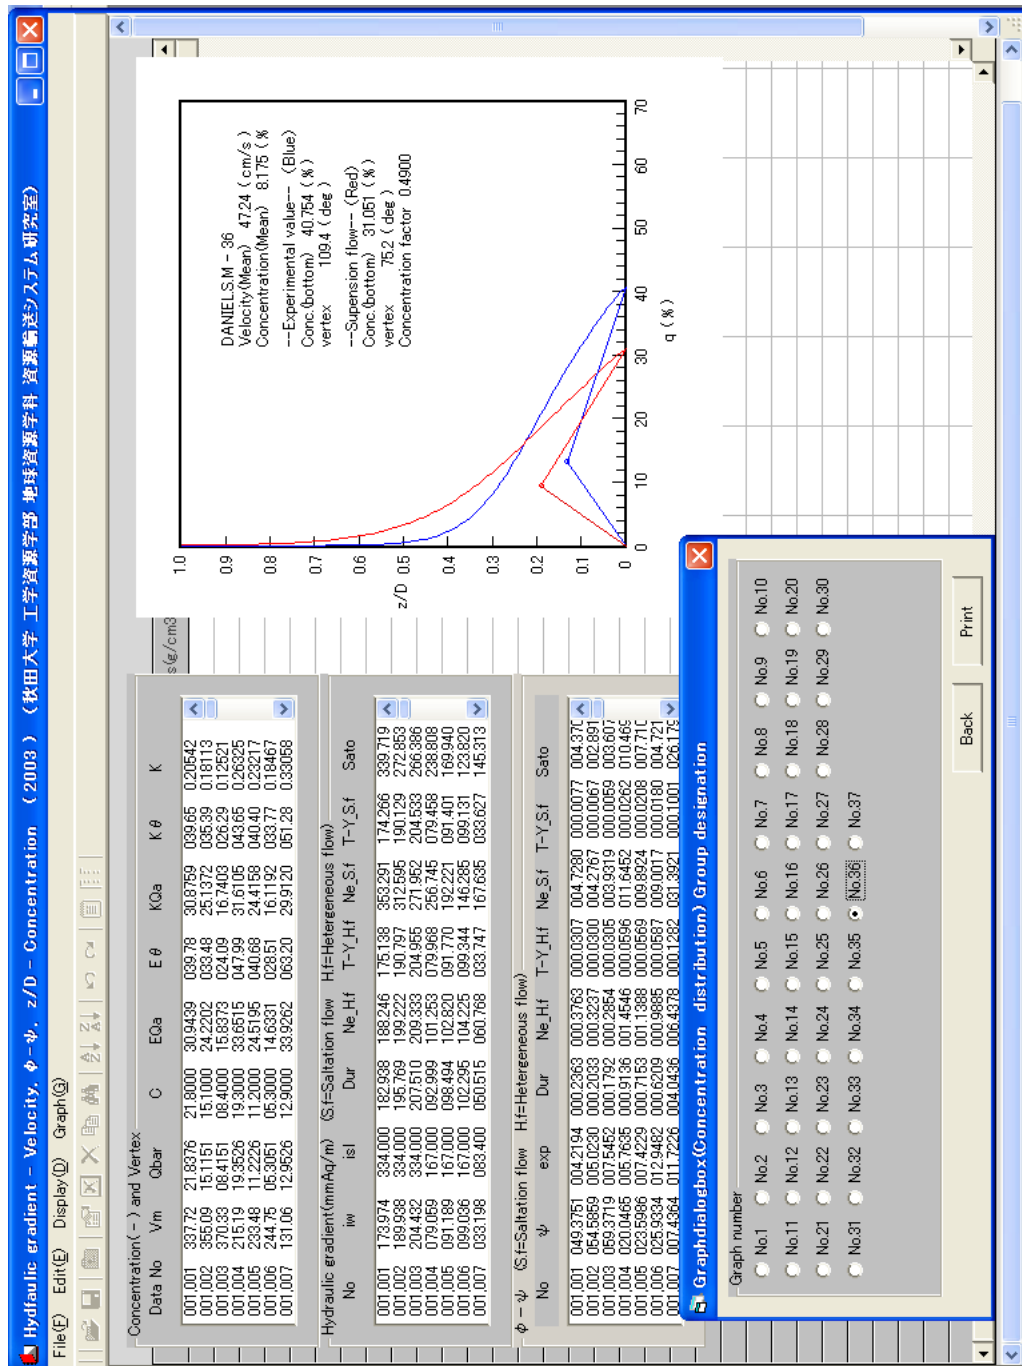 Hydfaulic eradient - Velocity, φ-ψ, z/D - Concentration （2003）（秋田大学 工学資源学部 地球資源学科 資源輸送システム研究室）
File(F) Edit(E) Display(D) Graph(G)
Concentration(-) and Vertex
Data No Vm Qbar C EQa Eθ KQa Kθ K
001.001 337.72 21.8376 21.8000 30.9439 039.78 30.8759 039.65 0.20542
001.002 355.09 15.1151 15.1000 24.2202 033.48 25.1372 035.39 0.18113
001.003 370.33 08.4151 08.4000 15.8373 024.09 16.7403 026.29 0.12521
001.004 215.19 19.3526 19.3000 33.6515 047.99 31.6105 043.65 0.26325
001.005 233.48 11.2226 11.2000 24.5195 040.68 24.4158 040.40 0.23217
001.006 244.75 05.3051 05.3000 14.6331 028.51 16.1192 033.77 0.18467
001.007 131.06 12.9526 12.9000 33.9262 063.20 29.9120 051.28 0.33058
Hydraulic gradient(mmAq/m) (S.f=Saltation flow H.f=Hetergeneous flow)
No iw isl Dur Ne_H.f T-Y_H.f Ne_S.f T-Y_S.f Sato
001.001 173.974 334.000 182.938 188.246 175.138 353.291 174.266 339.719
001.002 189.938 334.000 195.769 199.222 190.797 312.595 190.129 272.853
001.003 204.432 334.000 207.510 209.333 204.955 271.952 204.533 266.386
001.004 079.059 167.000 092.999 101.253 079.968 256.745 079.458 238.808
001.005 091.189 167.000 098.494 102.820 091.770 192.221 091.401 169.940
001.006 099.036 167.000 102.295 104.225 099.344 146.285 099.131 123.820
001.007 033.198 083.400 050.515 060.768 033.747 167.635 033.627 145.313
φ-ψ (S.f=Saltation flow H.f=Hetergeneous flow)
No ψ exp Dur Ne_H.f T-Y_H.f Ne_S.f T-Y_S.f Sato
001.001 049.3751 004.2194 000.2363 000.3763 000.0307 004.7280 000.0077 004.370
001.002 054.5859 005.0230 000.2033 000.3237 000.0300 004.2767 000.0067 002.891
001.003 059.3719 007.5452 000.1792 000.2854 000.0305 003.9319 000.0059 003.607
001.004 020.0465 005.7635 000.9136 001.4546 000.0596 011.6452 000.0262 010.469
001.005 023.5986 007.4229 000.7153 001.1388 000.0569 009.8924 000.0208 007.710
001.006 025.9334 012.9482 000.6209 000.9885 000.0587 009.0017 000.0180 004.721
001.007 007.4364 011.7226 004.0436 006.4378 000.1282 031.3921 000.1001 026.179
s(g/cm3
DANIEL.S.M - 36
Velocity(Mean) 47.24 ( cm/s )
Concentration(Mean) 8.175 ( %
--Experimental value-- (Blue)
Conc.(bottom) 40.754 ( % )
vertex 109.4 ( deg )
--Supension flow-- (Red)
Conc.(bottom) 31.051 ( % )
vertex 75.2 ( deg )
Concentration factor 0.4900
1.0
0.9
0.8
0.7
0.6
0.5
0.4
0.3
0.2
0.1
0
z/D
0 10 20 30 40 50 60 70
q ( % )
Graphdialogbox(Concentration distribution) Group designation
Graph number
No.1 No.2 No.3 No.4 No.5 No.6 No.7 No.8 No.9 No.10
No.11 No.12 No.13 No.14 No.15 No.16 No.17 No.18 No.19 No.20
No.21 No.22 No.23 No.24 No.25 No.26 No.27 No.28 No.29 No.30
No.31 No.32 No.33 No.34 No.35 No.36 No.37
Back Print